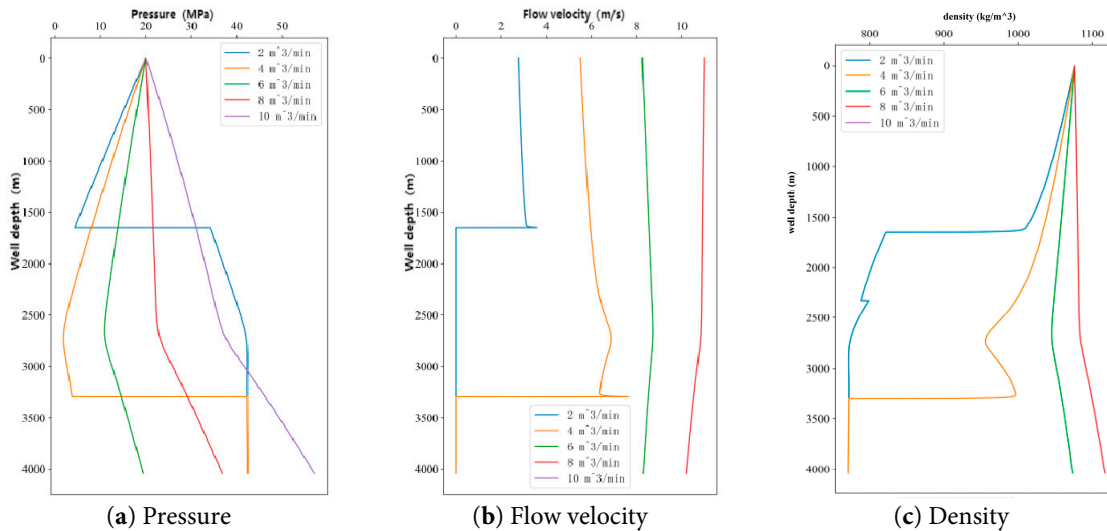 Pressure (MPa)
0 10 20 30 40 50
0
500
1000
1500
2000
2500
3000
3500
4000
Well depth (m)
2 m^3/min
4 m^3/min
6 m^3/min
8 m^3/min
10 m^3/min
(a) Pressure
Flow velocity (m/s)
0 2 4 6 8 10
0
500
1000
1500
2000
2500
3000
3500
4000
Well depth (m)
2 m^3/min
4 m^3/min
6 m^3/min
8 m^3/min
10 m^3/min
(b) Flow velocity
density (kg/m^3)
800 900 1000 1100
0
500
1000
1500
2000
2500
3000
3500
4000
well depth (m)
2 m^3/min
4 m^3/min
6 m^3/min
8 m^3/min
10 m^3/min
(c) Density